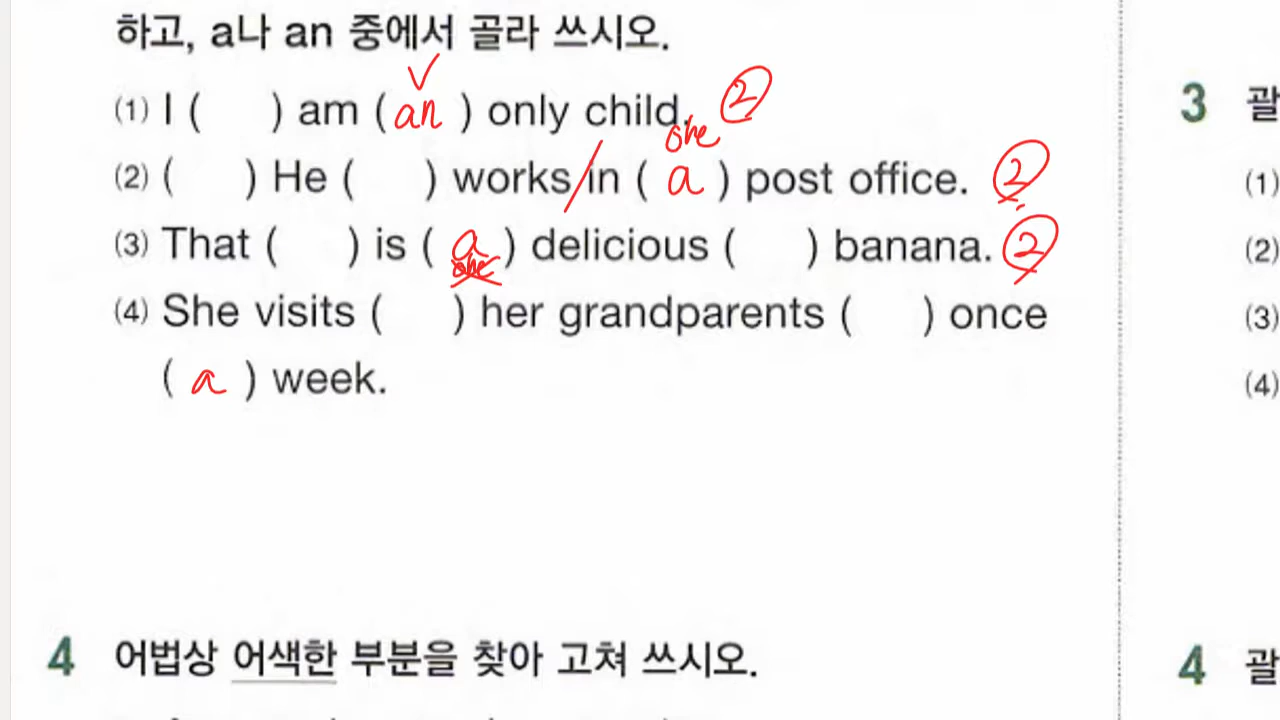 하고, a나 an 중에서 골라 쓰시오.
(1) I (    ) am ( an ) only child. ②
one
(2) (    ) He (    ) works / in ( a ) post office. ②
(3) That (    ) is ( a ) delicious (    ) banana. ②
(4) She visits (    ) her grandparents (    ) once
( a ) week.
4 어법상 어색한 부분을 찾아 고쳐 쓰시오.
3 괄
(1)
(2)
(3)
(4)
4 괄